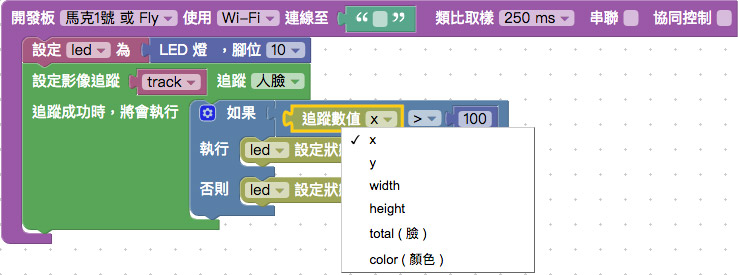 開發板 馬克1號 或 Fly 使用 Wi-Fi 連線至 “ ” 類比取樣 250 ms 串聯 協同控制
設定 led 為 LED 燈 ，腳位 10
設定影像追蹤 track 追蹤 人臉
追蹤成功時，將會執行 如果 追蹤數值 x > 100
執行 led 設定狀
否則 led 設定狀
✓ x
y
width
height
total ( 臉 )
color ( 顏色 )